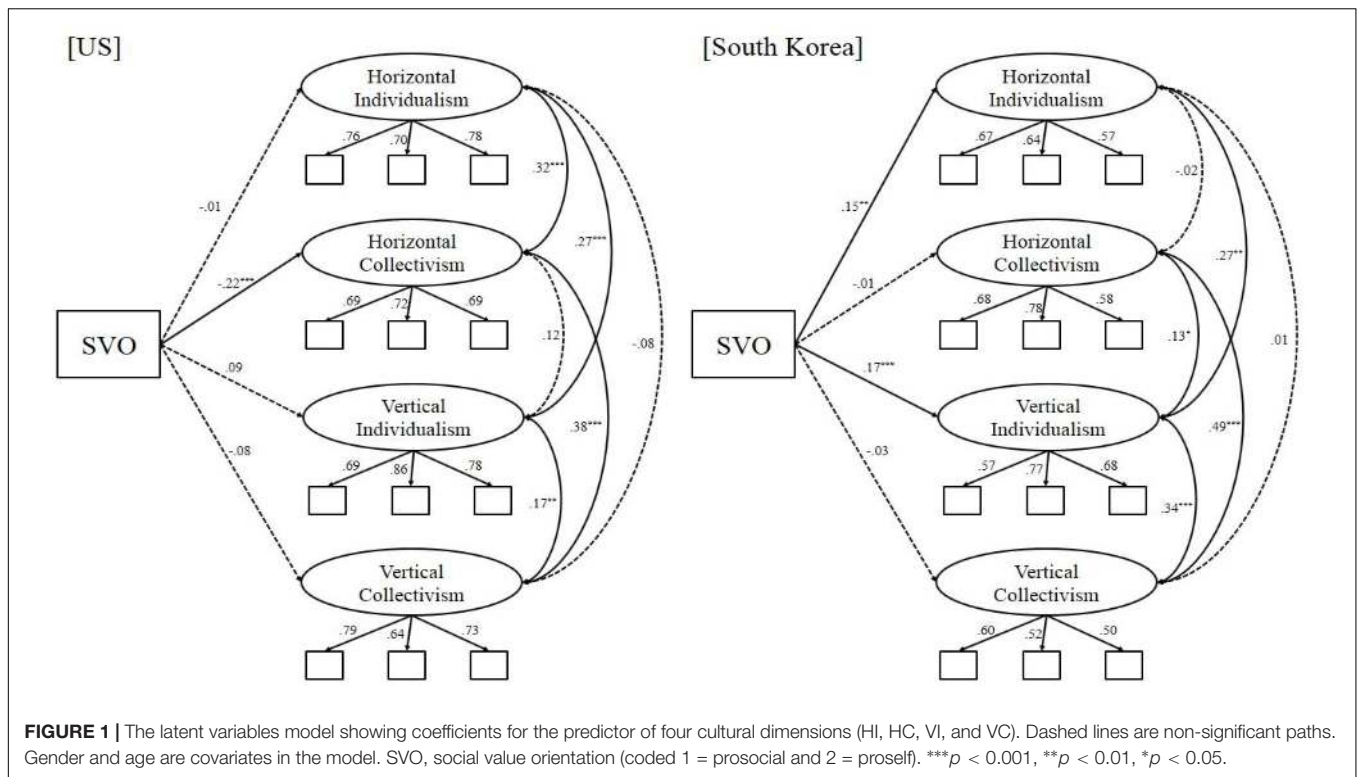 [US]
Horizontal
Individualism
.76 .70 .78
-.01
.32***
Horizontal
Collectivism
-.22***
.27***
.69 .72 .69
SVO
.12
-.08
.09
Vertical
Individualism
.38***
-.08
.69 .86 .78
.17**
Vertical
Collectivism
.79 .64 .73
[South Korea]
Horizontal
Individualism
.67 .64 .57
-.02
.15**
Horizontal
Collectivism
.27**
-.01
.68 .78 .58
SVO
.13*
.01
.17***
Vertical
Individualism
.49***
-.03
.57 .77 .68
.34***
Vertical
Collectivism
.60 .52 .50
FIGURE 1 | The latent variables model showing coefficients for the predictor of four cultural dimensions (HI, HC, VI, and VC). Dashed lines are non-significant paths.
Gender and age are covariates in the model. SVO, social value orientation (coded 1 = prosocial and 2 = proself). ***p < 0.001, **p < 0.01, *p < 0.05.